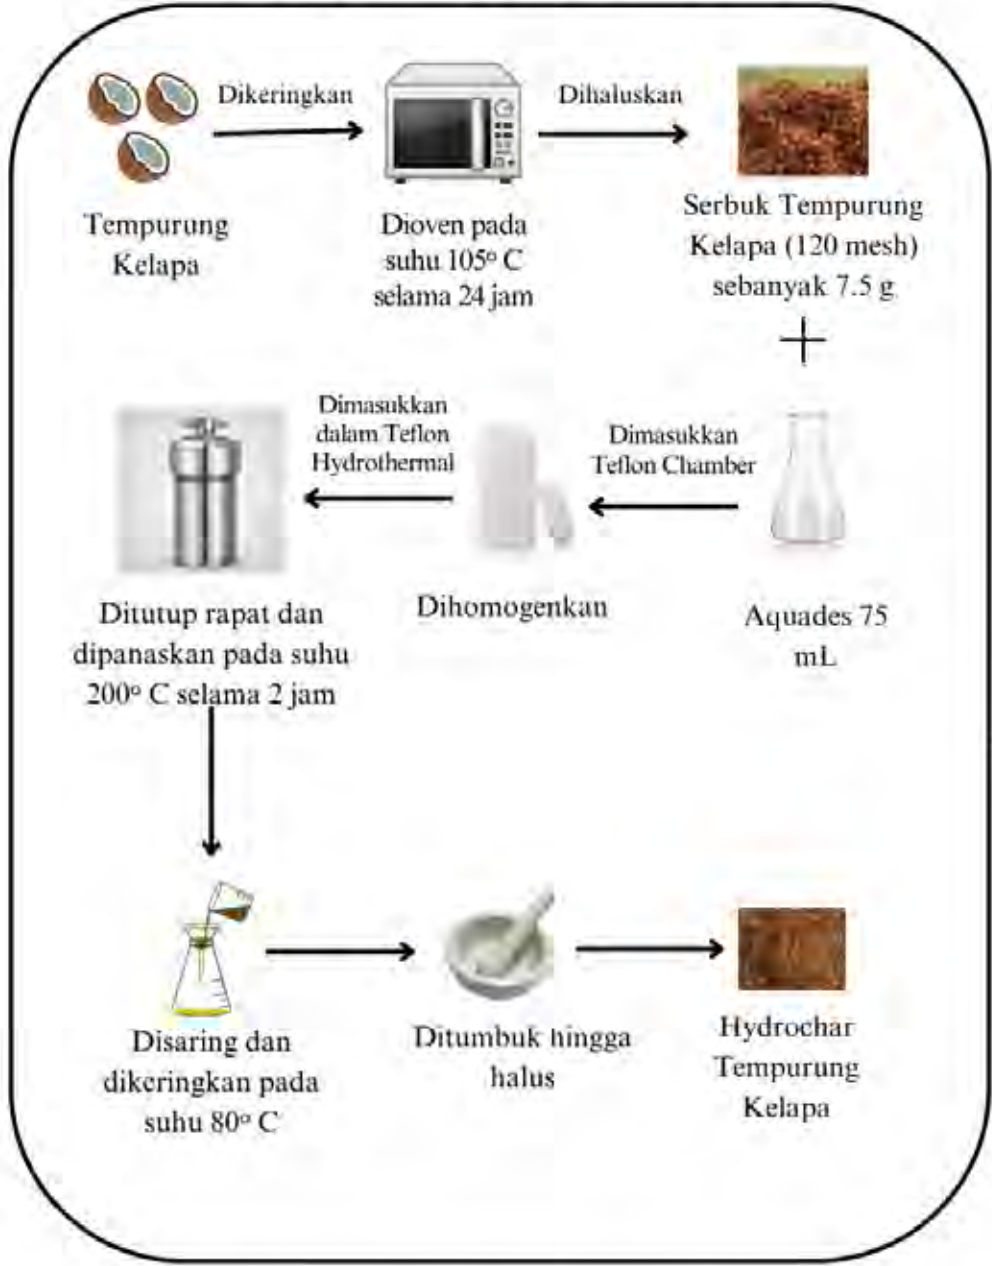 Dikeringkan
Dihaluskan
Tempurung
Kelapa
Dioven pada
suhu 105° C
selama 24 jam
Serbuk Tempurung
Kelapa (120 mesh)
sebanyak 7.5 g
+
Aquades 75
mL
Dimasukkan
Teflon Chamber
Dihomogenkan
Dimasukkan
dalam Teflon
Hydrothermal
Ditutup rapat dan
dipanaskan pada suhu
200° C selama 2 jam
Disaring dan
dikeringkan pada
suhu 80° C
Ditumbuk hingga
halus
Hydrochar
Tempurung
Kelapa